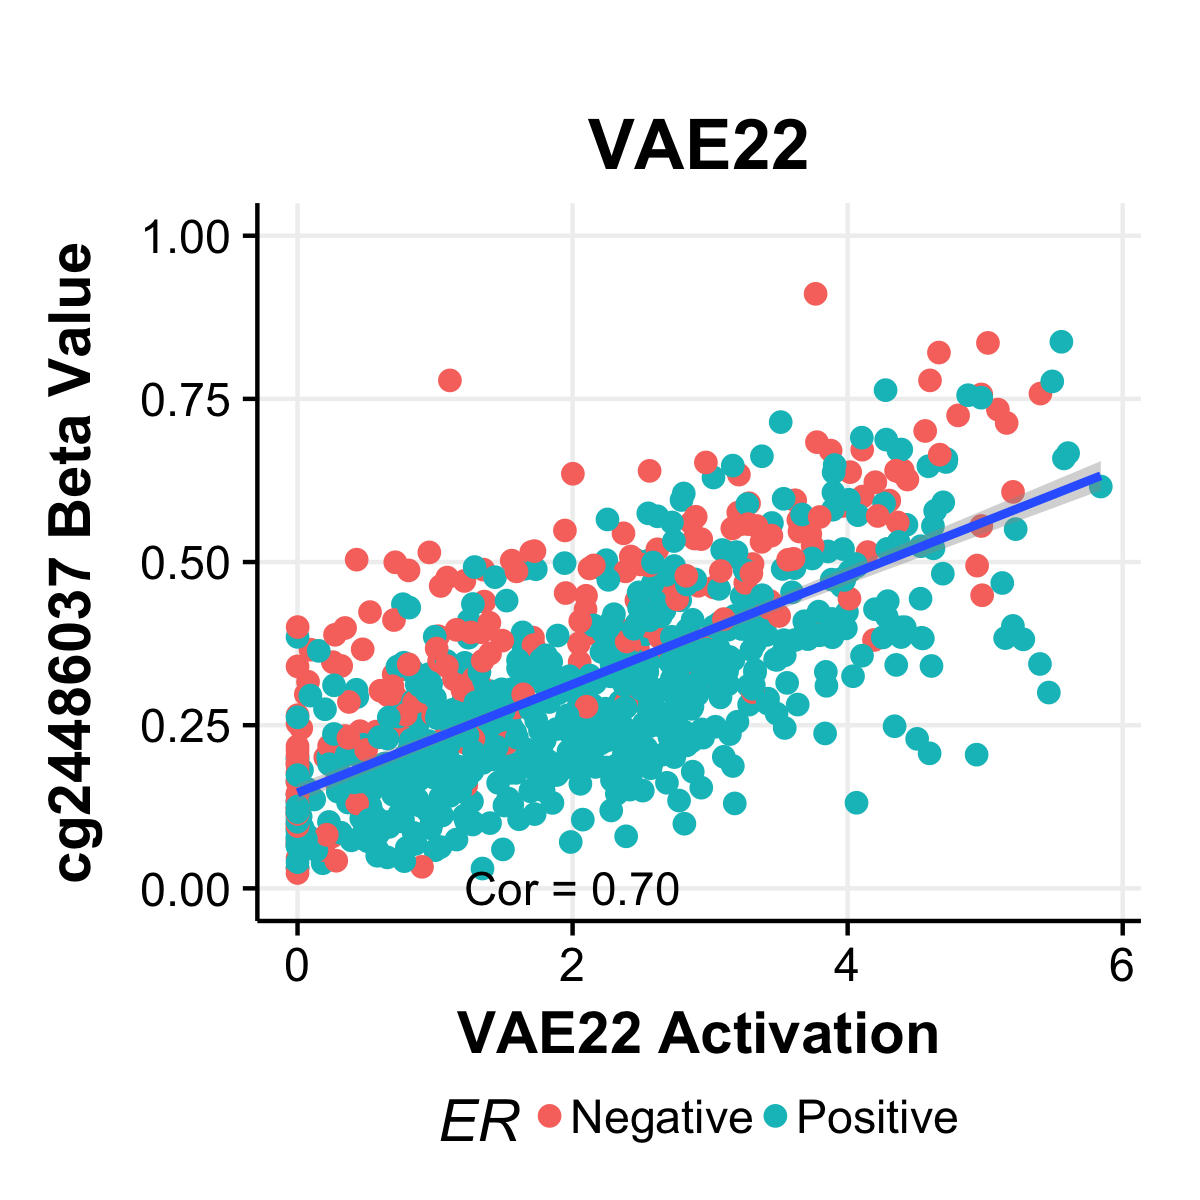 VAE22
cg24486037 Beta Value
1.00
0.75
0.50
0.25
0.00
Cor = 0.70
0 2 4 6
VAE22 Activation
ER Negative Positive